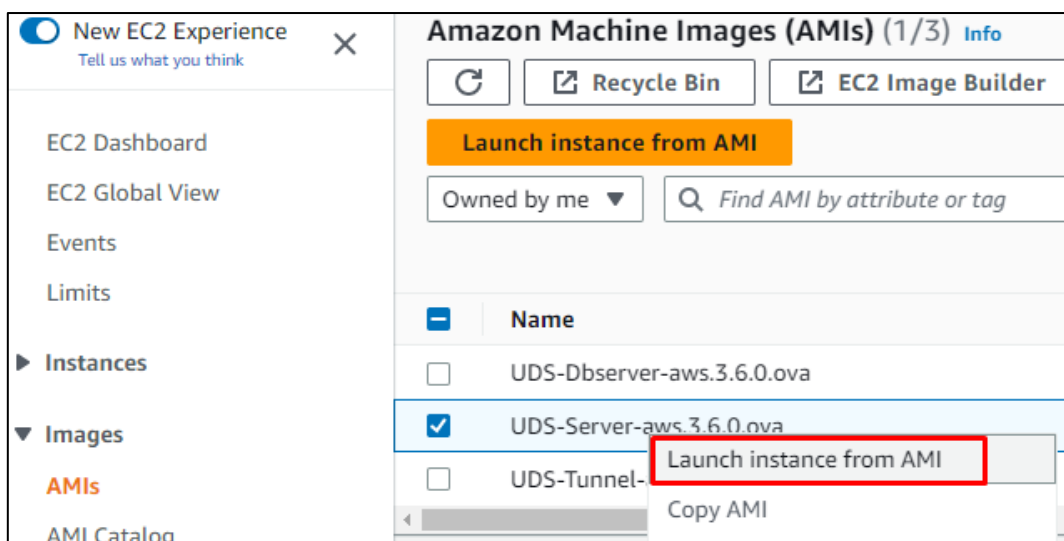 New EC2 Experience
Tell us what you think
EC2 Dashboard
EC2 Global View
Events
Limits
Instances
Images
AMIs
AMI Catalog
Amazon Machine Images (AMIs) (1/3) Info
Recycle Bin
EC2 Image Builder
Launch instance from AMI
Owned by me
Find AMI by attribute or tag
Name
UDS-Dbserver-aws.3.6.0.ova
UDS-Server-aws.3.6.0.ova
UDS-Tunnel-
Launch instance from AMI
Copy AMI